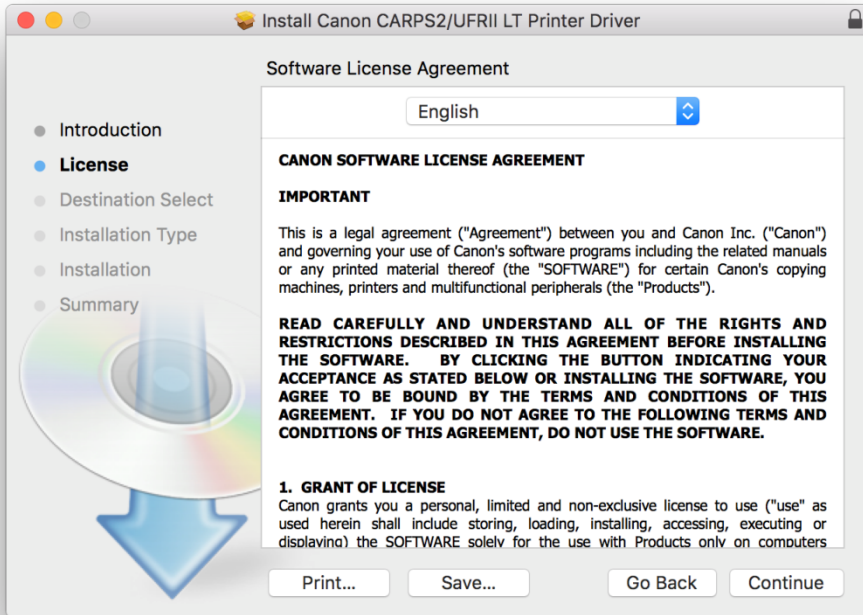 Install Canon CARPS2/UFRII LT Printer Driver
Software License Agreement
Introduction
License
Destination Select
Installation Type
Installation
Summary
English
CANON SOFTWARE LICENSE AGREEMENT
IMPORTANT
This is a legal agreement ("Agreement") between you and Canon Inc. ("Canon")
and governing your use of Canon's software programs including the related manuals
or any printed material thereof (the "SOFTWARE") for certain Canon's copying
machines, printers and multifunctional peripherals (the "Products").
READ CAREFULLY AND UNDERSTAND ALL OF THE RIGHTS AND
RESTRICTIONS DESCRIBED IN THIS AGREEMENT BEFORE INSTALLING
THE SOFTWARE. BY CLICKING THE BUTTON INDICATING YOUR
ACCEPTANCE AS STATED BELOW OR INSTALLING THE SOFTWARE, YOU
AGREE TO BE BOUND BY THE TERMS AND CONDITIONS OF THIS
AGREEMENT. IF YOU DO NOT AGREE TO THE FOLLOWING TERMS AND
CONDITIONS OF THIS AGREEMENT, DO NOT USE THE SOFTWARE.
1. GRANT OF LICENSE
Canon grants you a personal, limited and non-exclusive license to use ("use" as
used herein shall include storing, loading, installing, accessing, executing or
displaying) the SOFTWARE solely for the use with Products only on computers
Print...
Save...
Go Back
Continue